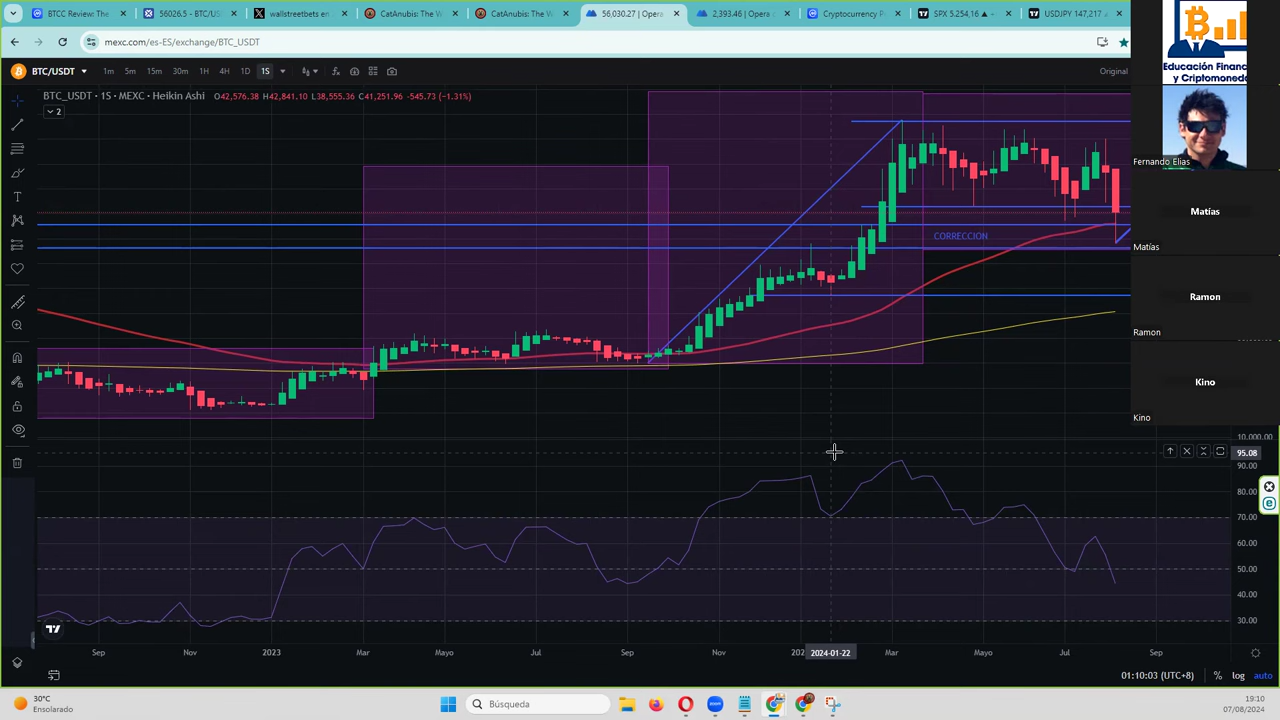 BTCC Review: The
56026.5 - BTC/US
wallstreetbets en
CatAnubis: The W
CatAnubis: The W
56,030.27 | Opera
2,393.46 | Opera c
Cryptocurrency P
SPX 5.254,16
USDJPY 147,217
mexc.com/es-ES/exchange/BTC_USDT
BTC/USDT
1m 5m 15m 30m 1H 4H 1D 1S
Original
BTC_USDT · 1S · MEXC · Heikin Ashi O42,576.38 H42,841.10 L38,555.36 C41,251.96 -545.73 (-1.31%)
2
CORRECCION
Educación Financ
y Criptomoned
Fernando Elias
Matías
Matías
Ramon
Ramon
Kino
Kino
10.000,00
95.08
90.00
80.00
70.00
60.00
50.00
40.00
30.00
Sep Nov 2023 Mar Mayo Jul Sep Nov 202 2024-01-22 Mar Mayo Jul Sep
01:10:03 (UTC+8) % log auto
30°C
Ensolarado
Búsqueda
19:10
07/08/2024